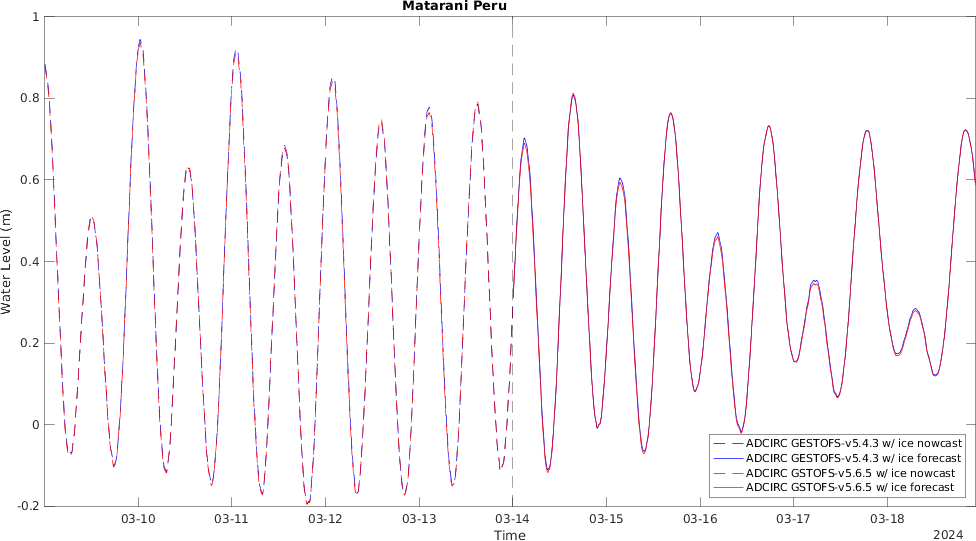 Matarani Peru
1
0.8
0.6
0.4
0.2
0
-0.2
Water Level (m)
03-10 03-11 03-12 03-13 03-14 03-15 03-16 03-17 03-18
Time
2024
ADCIRC GESTOFS-v5.4.3 w/ ice nowcast
ADCIRC GESTOFS-v5.4.3 w/ ice forecast
ADCIRC GSTOFS-v5.6.5 w/ ice nowcast
ADCIRC GSTOFS-v5.6.5 w/ ice forecast